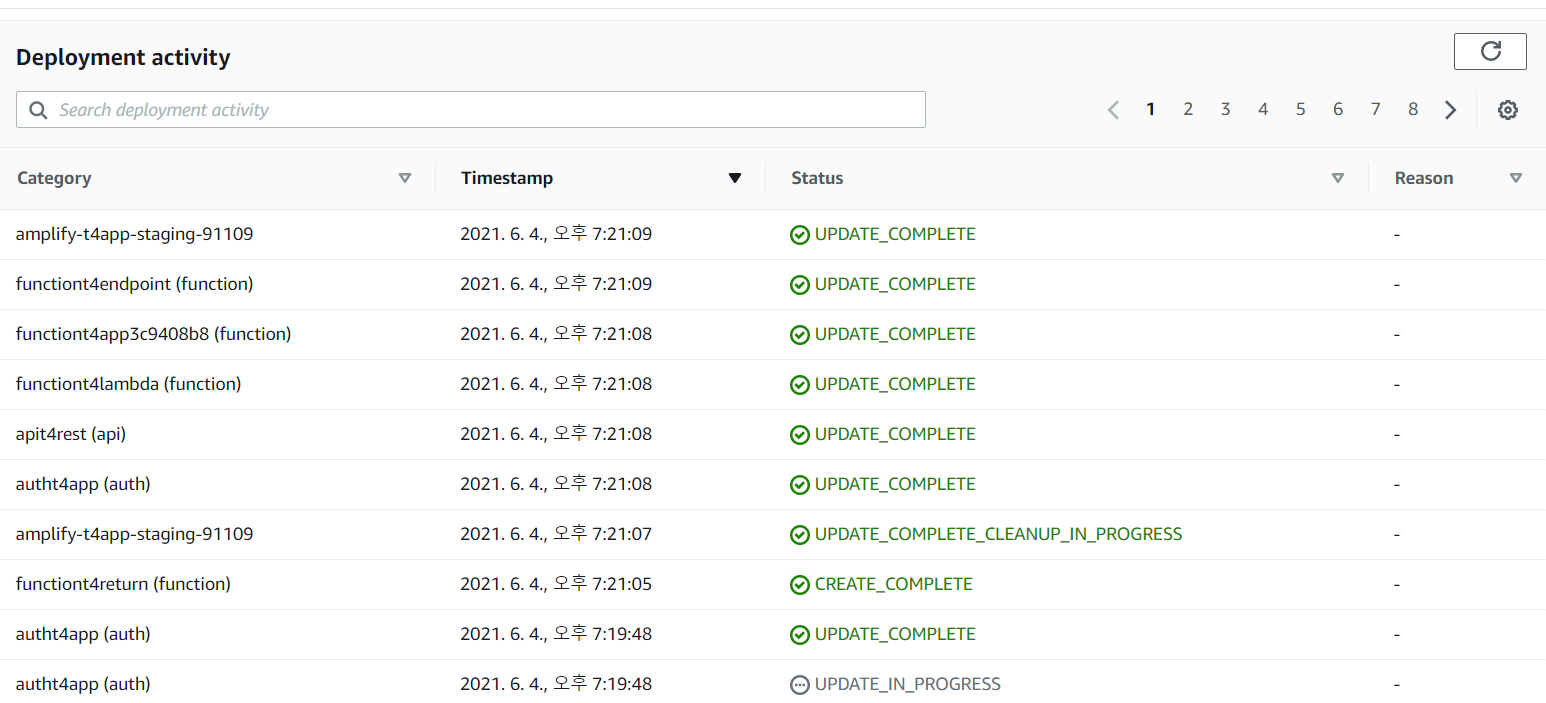 Deployment activity
Search deployment activity
1 2 3 4 5 6 7 8
Category Timestamp Status Reason
amplify-t4app-staging-91109 2021. 6. 4., 오후 7:21:09 UPDATE_COMPLETE -
functiont4endpoint (function) 2021. 6. 4., 오후 7:21:09 UPDATE_COMPLETE -
functiont4app3c9408b8 (function) 2021. 6. 4., 오후 7:21:08 UPDATE_COMPLETE -
functiont4lambda (function) 2021. 6. 4., 오후 7:21:08 UPDATE_COMPLETE -
apit4rest (api) 2021. 6. 4., 오후 7:21:08 UPDATE_COMPLETE -
autht4app (auth) 2021. 6. 4., 오후 7:21:08 UPDATE_COMPLETE -
amplify-t4app-staging-91109 2021. 6. 4., 오후 7:21:07 UPDATE_COMPLETE_CLEANUP_IN_PROGRESS -
functiont4return (function) 2021. 6. 4., 오후 7:21:05 CREATE_COMPLETE -
autht4app (auth) 2021. 6. 4., 오후 7:19:48 UPDATE_COMPLETE -
autht4app (auth) 2021. 6. 4., 오후 7:19:48 UPDATE_IN_PROGRESS -